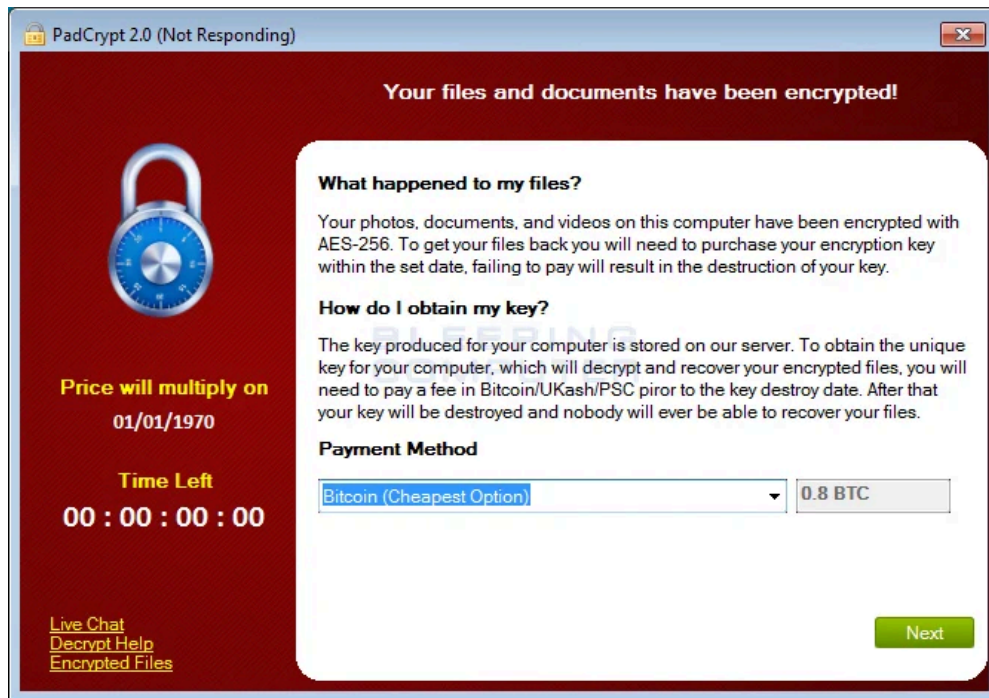 PadCrypt 2.0 (Not Responding)
Your files and documents have been encrypted!
What happened to my files?
Your photos, documents, and videos on this computer have been encrypted with
AES-256. To get your files back you will need to purchase your encryption key
within the set date, failing to pay will result in the destruction of your key.
How do I obtain my key?
BLEEPING
COMPUTER
The key produced for your computer is stored on our server. To obtain the unique
key for your computer, which will decrypt and recover your encrypted files, you will
need to pay a fee in Bitcoin/UKash/PSC piror to the key destroy date. After that
your key will be destroyed and nobody will ever be able to recover your files.
Payment Method
Bitcoin (Cheapest Option)
0.8 BTC
Next
Price will multiply on
01/01/1970
Time Left
00 : 00 : 00 : 00
Live Chat
Decrypt Help
Encrypted Files